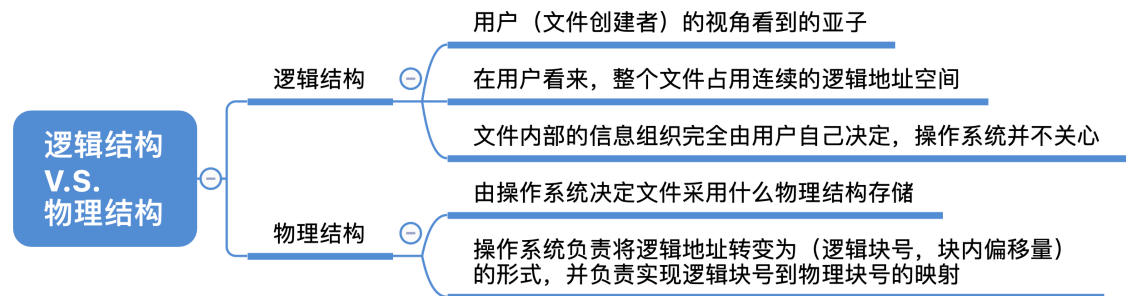 用户（文件创建者）的视角看到的亚子
逻辑结构
在用户看来，整个文件占用连续的逻辑地址空间
文件内部的信息组织完全由用户自己决定，操作系统并不关心
逻辑结构
V.S.
物理结构
由操作系统决定文件采用什么物理结构存储
物理结构
操作系统负责将逻辑地址转变为（逻辑块号，块内偏移量）
的形式，并负责实现逻辑块号到物理块号的映射